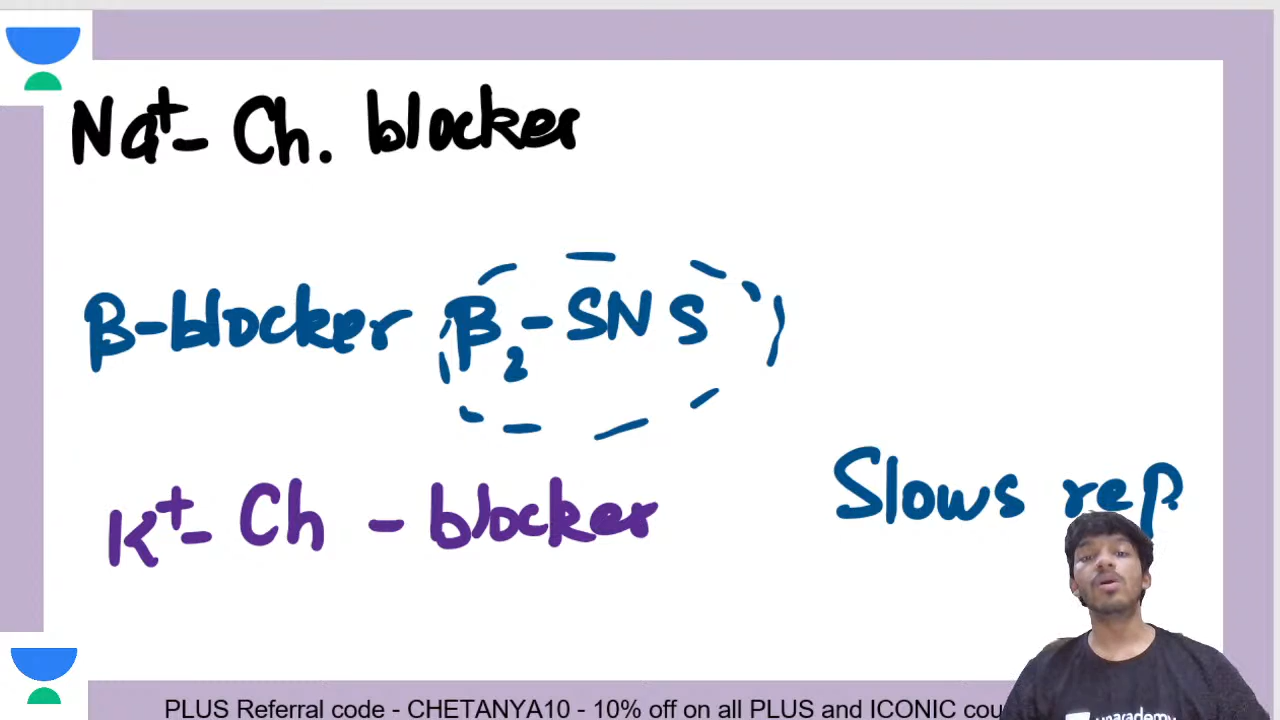 Na⁺- Ch. blocker
β-blocker β₂-SNS
K⁺- Ch - blocker
Slows rep
PLUS Referral code - CHETANYA10 - 10% off on all PLUS and ICONIC
unacademy